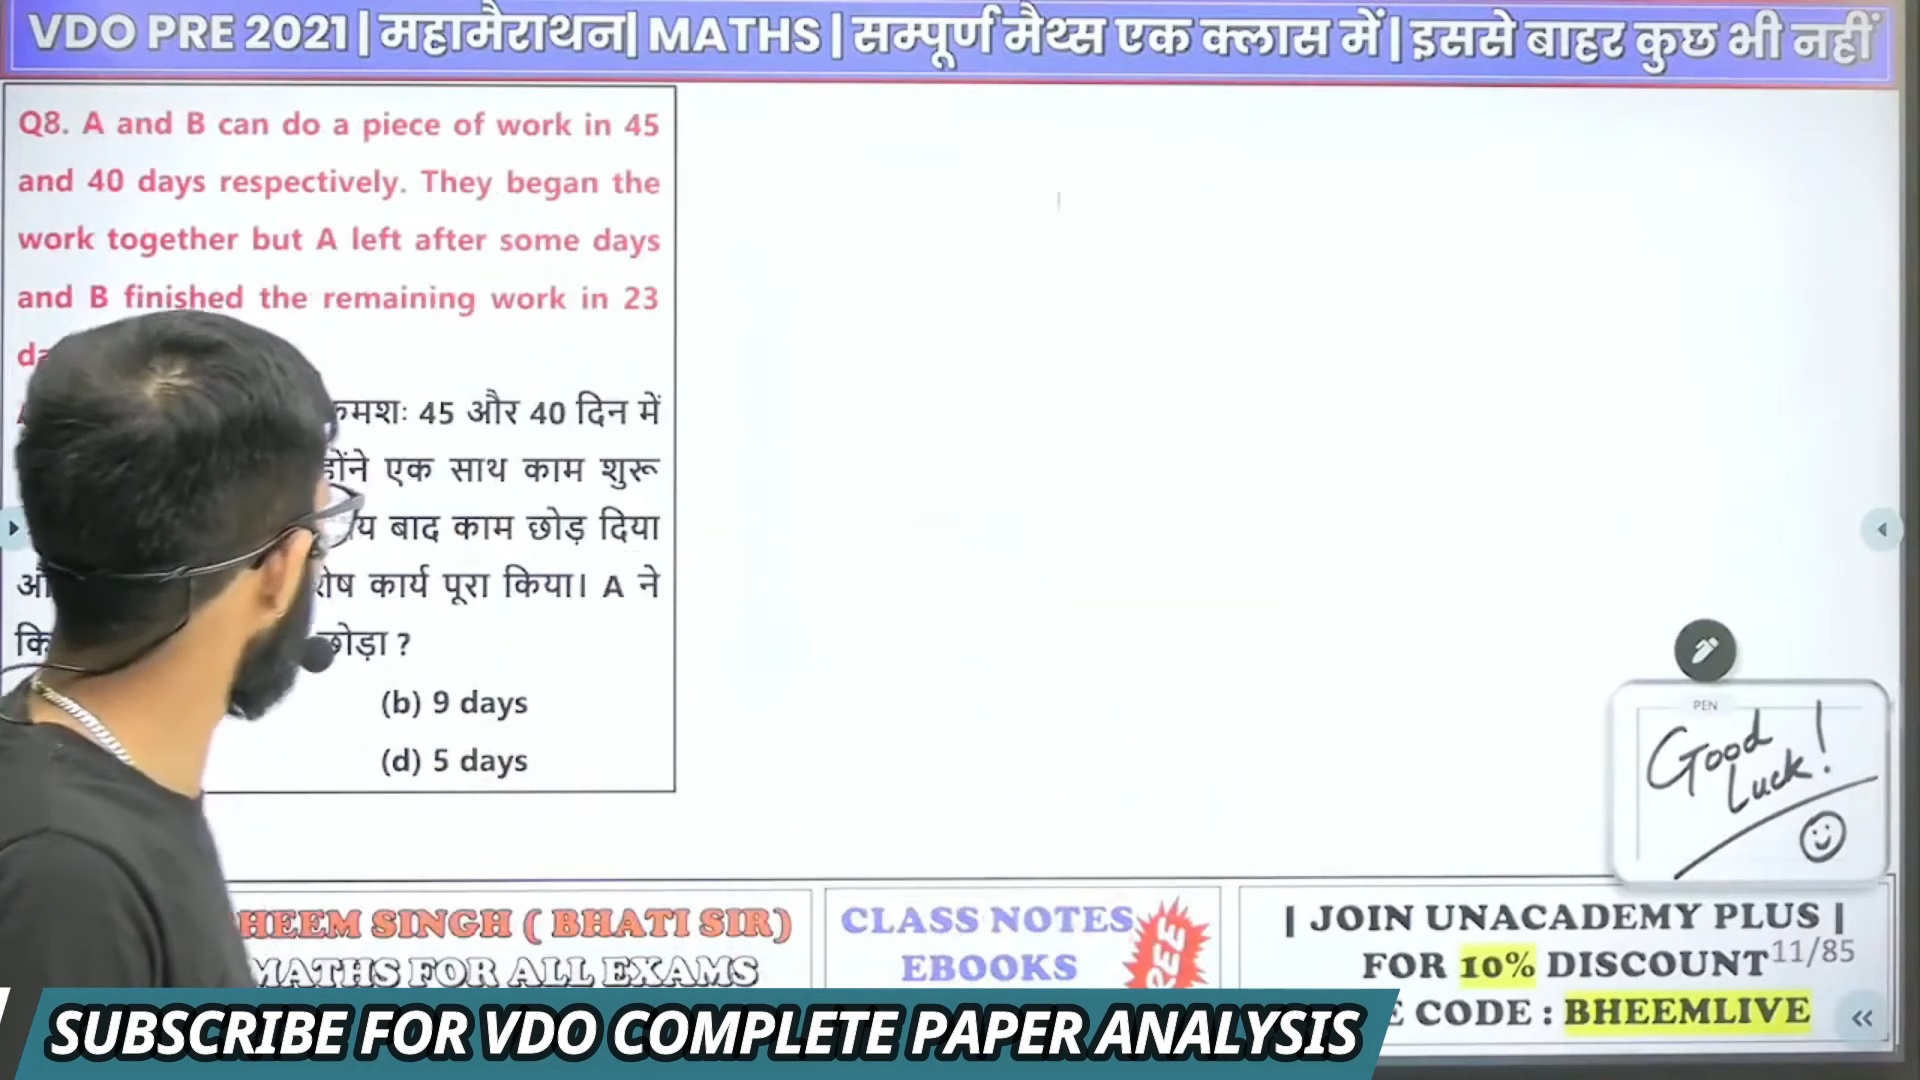 VDO PRE 2021 | महामैराथन| MATHS | सम्पूर्ण मैथ्स एक क्लास में| इससे बाहर कुछ भी नहीं
Q8. A and B can do a piece of work in 45
and 40 days respectively. They began the
work together but A left after some days
and B finished the remaining work in 23
45 और 40 दिन में
एक साथ काम शुरू
बाद काम छोड़ दिया
कार्य पूरा किया। A ने
?
(b) 9 days
(d) 5 days
PEN
Good
Luck!
SINGH ( BHATI SIR)
MATHS FOR ALL EXAMS
CLASS NOTES
EBOOKS
| JOIN UNACADEMY PLUS |
FOR 10% DISCOUNT
11/85
CODE : BHEEMLIVE
SUBSCRIBE FOR VDO COMPLETE PAPER ANALYSIS